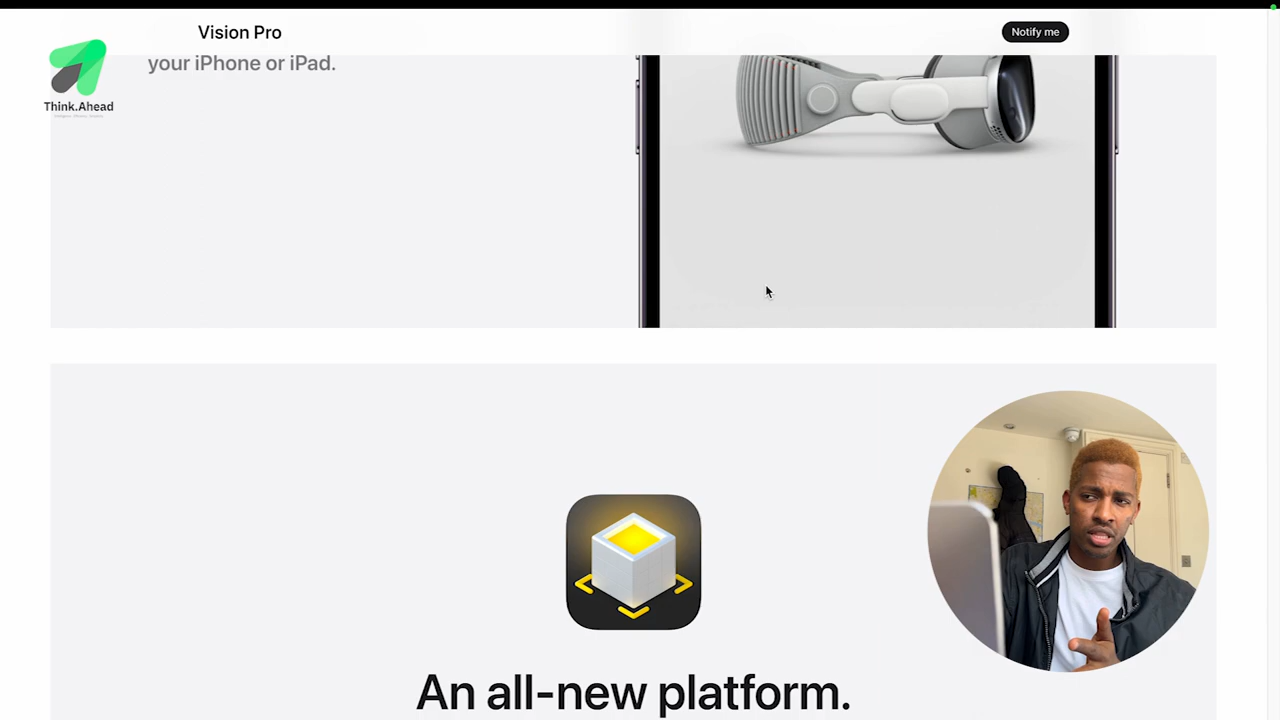 Vision Pro
Notify me
your iPhone or iPad.
Think.Ahead
An all-new platform.